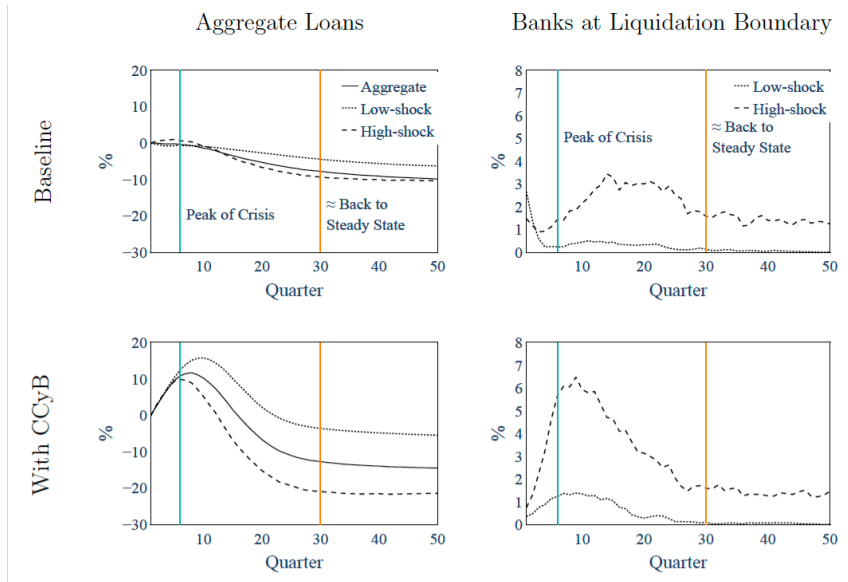 Aggregate Loans
Banks at Liquidation Boundary
Baseline
%
20
10
0
−10
−20
−30
Aggregate
Low-shock
High-shock
Peak of Crisis
≈ Back to
Steady State
10
20
30
40
50
Quarter
%
8
7
6
5
4
3
2
1
0
Low-shock
High-shock
Peak of Crisis
≈ Back to
Steady State
10
20
30
40
50
Quarter
With CCyB
%
20
10
0
−10
−20
−30
10
20
30
40
50
Quarter
%
8
7
6
5
4
3
2
1
0
10
20
30
40
50
Quarter